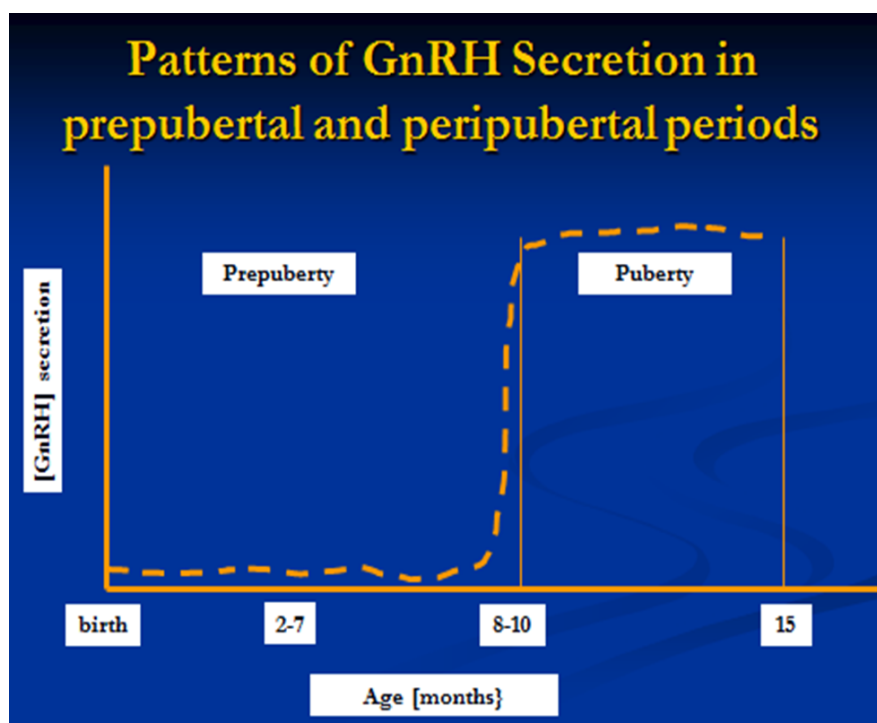 Patterns of GnRH Secretion in
prepubertal and peripubertal periods
Prepuberty
Puberty
[GnRH] secretion
birth
2-7
8-10
15
Age [months}